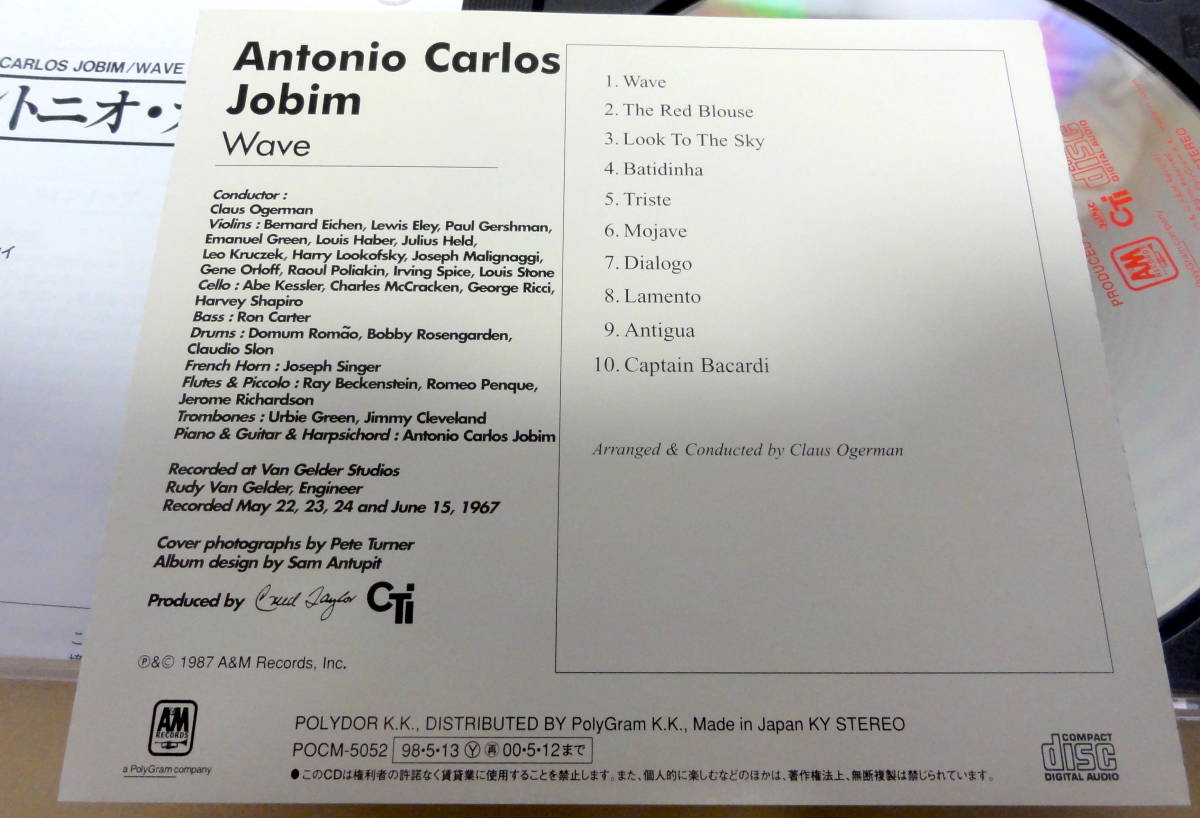 CARLOS JOBIM/WAVE
トニオ・
Antonio Carlos
Jobim
Wave
Conductor :
Claus Ogerman
Violins : Bernard Eichen, Lewis Eley, Paul Gershman,
Emanuel Green, Louis Haber, Julius Held,
Leo Kruczek, Harry Lookofsky, Joseph Malignaggi,
Gene Orloff, Raoul Poliakin, Irving Spice, Louis Stone
Cello : Abe Kessler, Charles McCracken, George Ricci,
Harvey Shapiro
Bass : Ron Carter
Drums : Domum Romão, Bobby Rosengarden,
Claudio Slon
French Horn : Joseph Singer
Flutes & Piccolo : Ray Beckenstein, Romeo Penque,
Jerome Richardson
Trombones : Urbie Green, Jimmy Cleveland
Piano & Guitar & Harpsichord : Antonio Carlos Jobim
Recorded at Van Gelder Studios
Rudy Van Gelder, Engineer
Recorded May 22, 23, 24 and June 15, 1967
Cover photographs by Pete Turner
Album design by Sam Antupit
Produced by Creed Taylor CTi
℗&© 1987 A&M Records, Inc.
1. Wave
2. The Red Blouse
3. Look To The Sky
4. Batidinha
5. Triste
6. Mojave
7. Dialogo
8. Lamento
9. Antigua
10. Captain Bacardi
Arranged & Conducted by Claus Ogerman
A&M
RECORDS
a PolyGram company
POLYDOR K.K., DISTRIBUTED BY PolyGram K.K., Made in Japan KY STEREO
POCM-5052 98・5・13 Ⓨ ㊢ 00・5・12まで
●このCDは権利者の許諾なく賃貸業に使用することを禁止します。また、個人的に楽しむなどのほかは、著作権法上、無断複製は禁じられています。
COMPACT
disc
DIGITAL AUDIO
disc
DIGITAL AUDIO
STEREO
CTi
A&M
PRODUCED